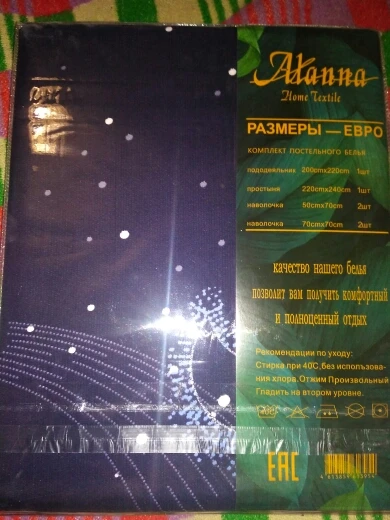 Alanna
Home Textile
РАЗМЕРЫ — ЕВРО
КОМПЛЕКТ ПОСТЕЛЬНОГО БЕЛЬЯ
пододеяльник 200cmx220cm 1шт
простыня 220cmx240cm 1шт
наволочка 50cmx70cm 2шт
наволочка 70cmx70cm 2шт
качество нашего белья
позволит вам получить комфортный
и полноценный отдых
Рекомендации по уходу:
Стирка при 40С,без использова-
ния хлора.Отжим Произвольный
Гладить на втором уровне.
EAC